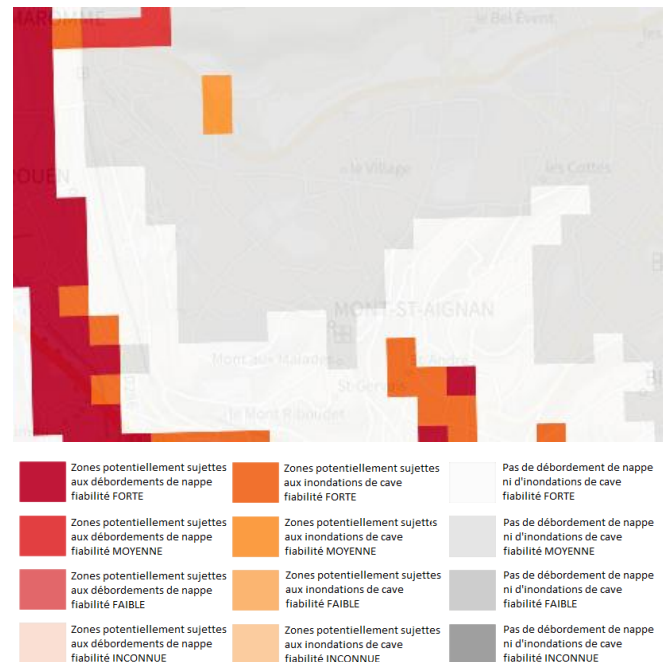 MAROMME
le Bel Évent
les
ROUEN
le Village
les Cottes
MONT-ST-AIGNAN
Mont aux Malades
St-André
St-Gervais
le Mont Riboudet
Zones potentiellement sujettes
aux débordements de nappe
fiabilité FORTE
Zones potentiellement sujettes
aux inondations de cave
fiabilité FORTE
Pas de débordement de nappe
ni d'inondations de cave
fiabilité FORTE
Zones potentiellement sujettes
aux débordements de nappe
fiabilité MOYENNE
Zones potentiellement sujettis
aux inondations de cave
fiabilité MOYENNE
Pas de débordement de nappe
ni d'inondations de cave
fiabilité MOYENNE
Zones potentiellement sujettes
aux débordements de nappe
fiabilité FAIBLE
Zones potentiellement sujettes
aux inondations de cave
fiabilité FAIBLE
Pas de débordement de nappe
ni d'inondations de cave
fiabilité FAIBLE
Zones potentiellement sujettes
aux débordements de nappe
fiabilité INCONNUE
Zones potentiellement sujettes
aux inondations de cave
fiabilité INCONNUE
Pas de débordement de nappe
ni d'inondations de cave
fiabilité INCONNUE